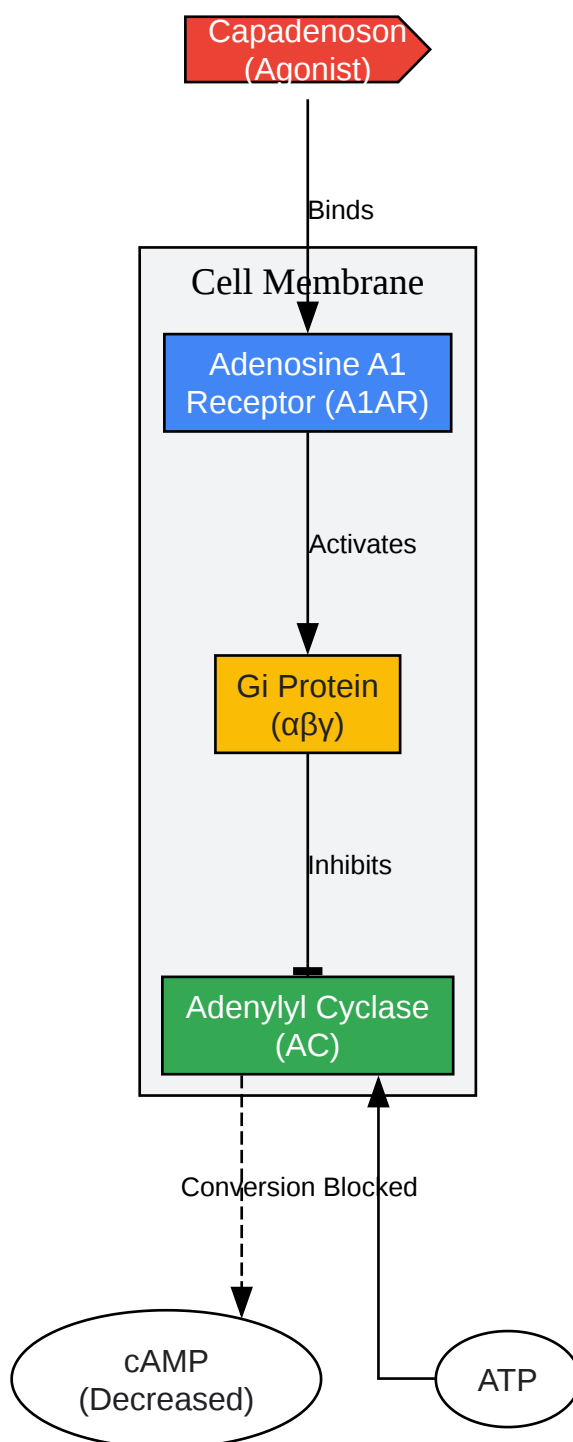 Capadenoson
(Agonist)
Binds
Cell Membrane
Adenosine A1
Receptor (A1AR)
Activates
Gi Protein
(αβγ)
Inhibits
Adenylyl Cyclase
(AC)
Conversion Blocked
cAMP
(Decreased)
ATP